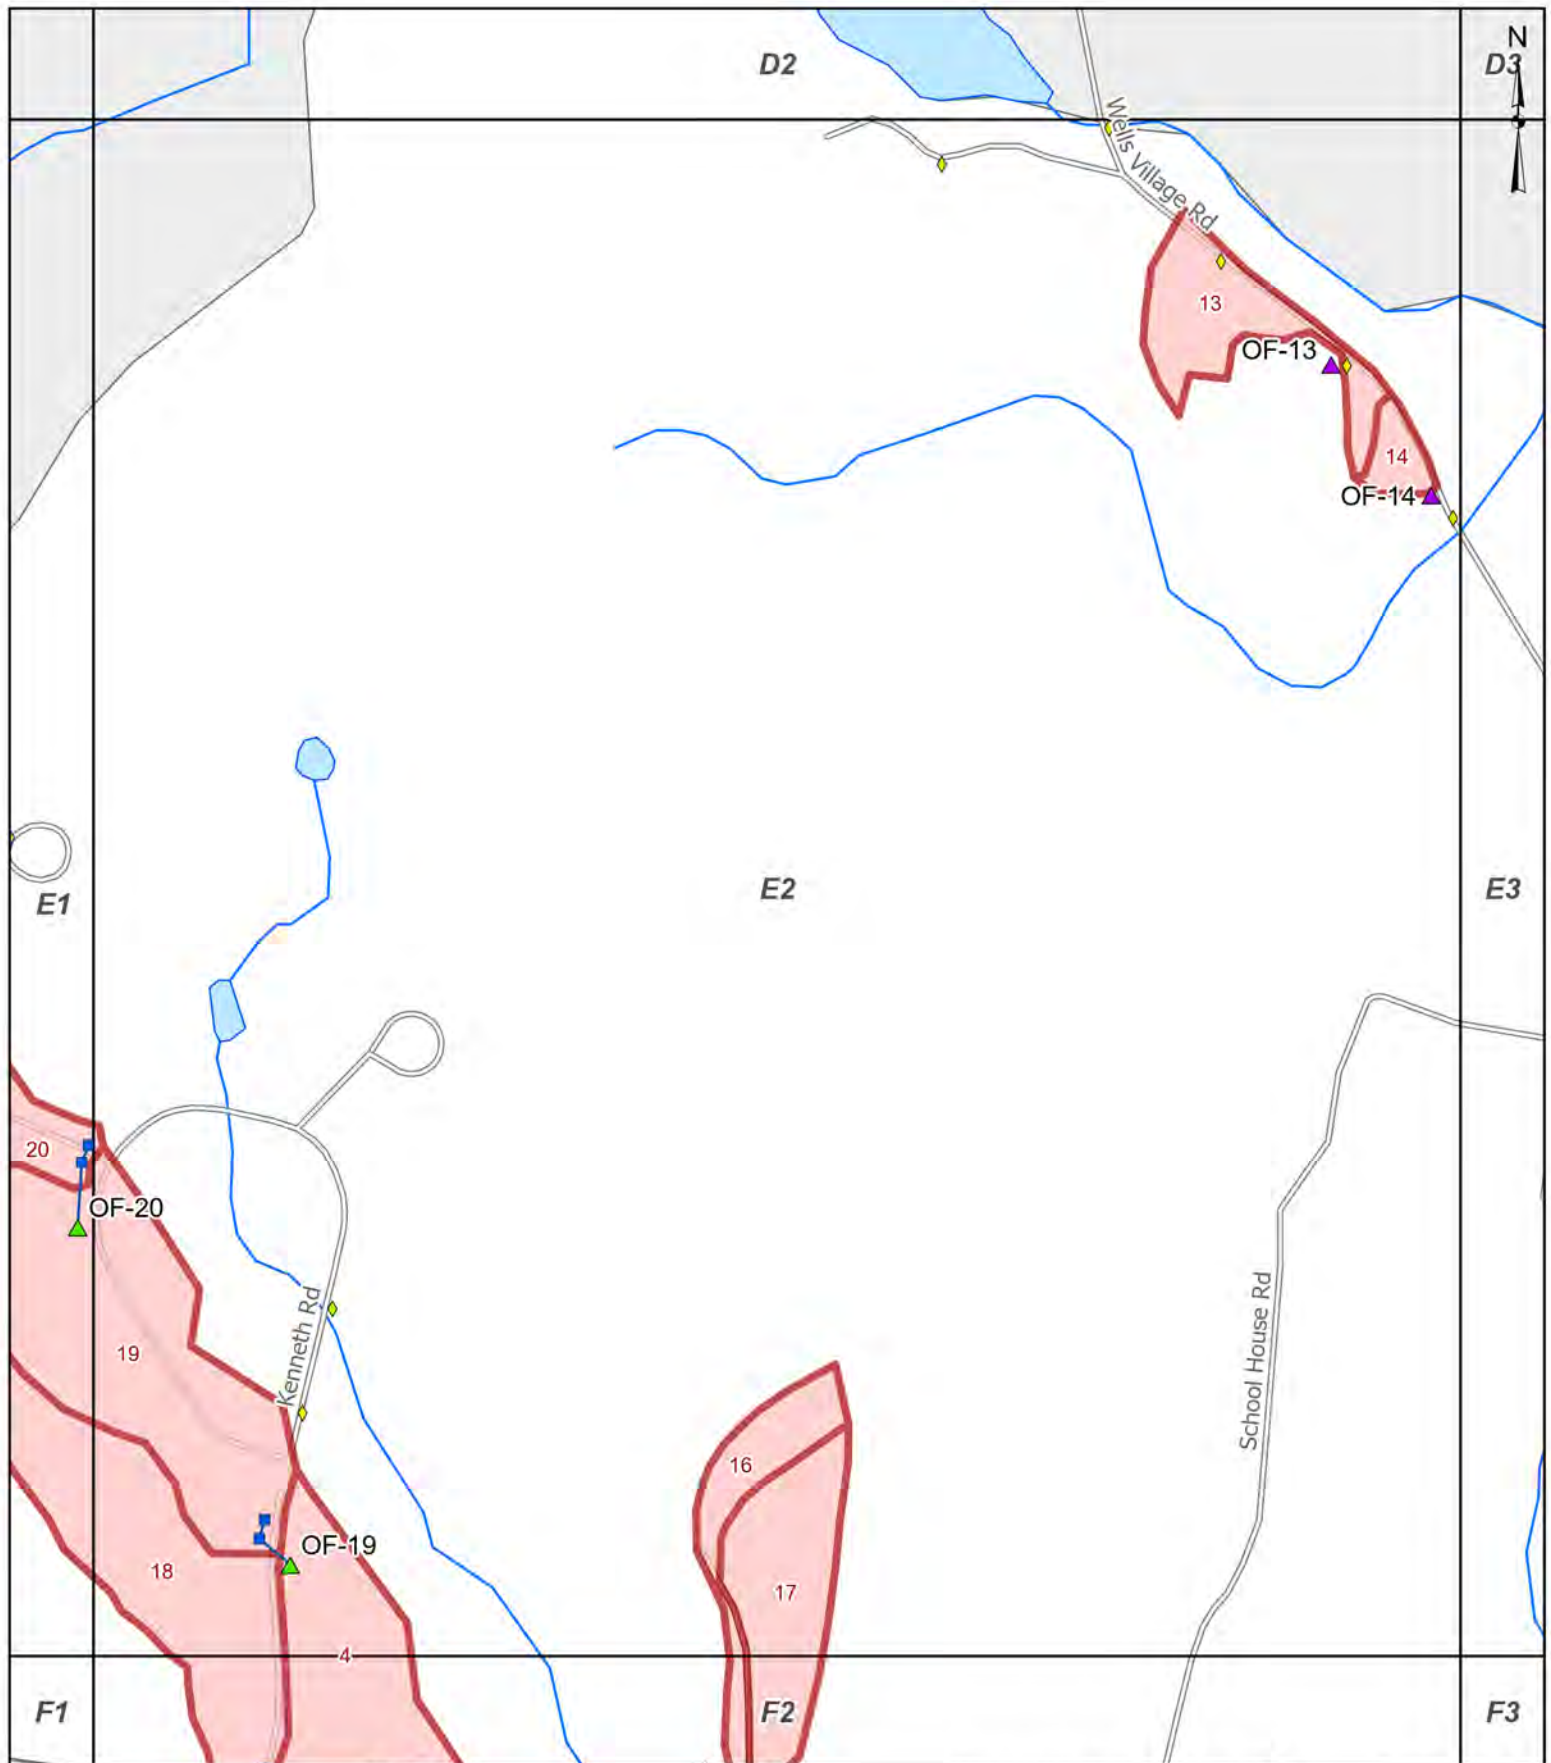 N
D2
D3
Wells Village Rd
13
OF-13
14
OF-14
E1
E2
E3
20
OF-20
19
Kenneth Rd
School House Rd
16
OF-19
18
17
4
F1
F2
F3